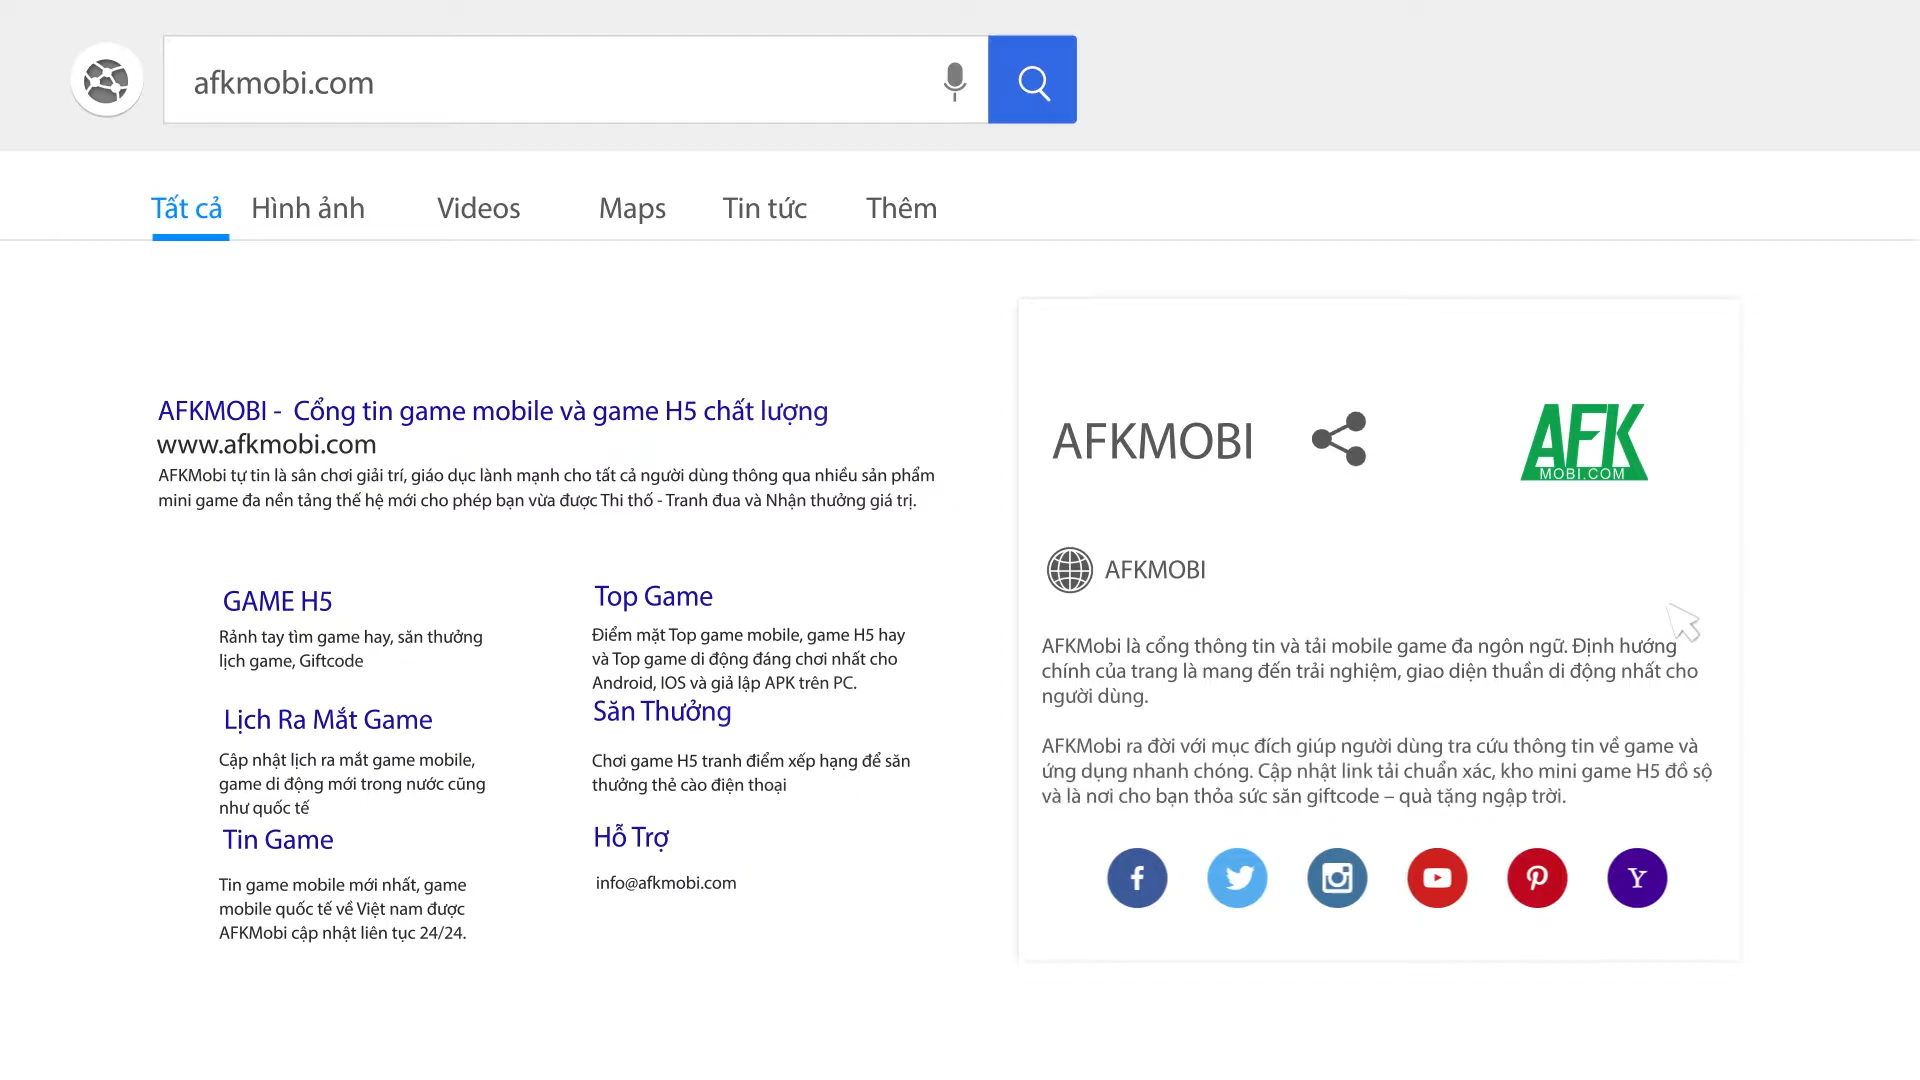 afkmobi.com
Tất cả Hình ảnh Videos Maps Tin tức Thêm
AFKMOBI - Cổng tin game mobile và game H5 chất lượng
www.afkmobi.com
AFKMobi tự tin là sân chơi giải trí, giáo dục lành mạnh cho tất cả người dùng thông qua nhiều sản phẩm
mini game đa nền tảng thế hệ mới cho phép bạn vừa được Thi thố - Tranh đua và Nhận thưởng giá trị.
GAME H5
Rảnh tay tìm game hay, săn thưởng
lịch game, Giftcode
Lịch Ra Mắt Game
Cập nhật lịch ra mắt game mobile,
game di động mới trong nước cũng
như quốc tế
Tin Game
Tin game mobile mới nhất, game
mobile quốc tế về Việt nam được
AFKMobi cập nhật liên tục 24/24.
Top Game
Điểm mặt Top game mobile, game H5 hay
và Top game di động đáng chơi nhất cho
Android, IOS và giả lập APK trên PC.
Săn Thưởng
Chơi game H5 tranh điểm xếp hạng để săn
thưởng thẻ cào điện thoại
Hỗ Trợ
info@afkmobi.com
AFKMOBI
AFK
MOBI.COM
AFKMOBI
AFKMobi là cổng thông tin và tải mobile game đa ngôn ngữ. Định hướng
chính của trang là mang đến trải nghiệm, giao diện thuần di động nhất cho
người dùng.
AFKMobi ra đời với mục đích giúp người dùng tra cứu thông tin về game và
ứng dụng nhanh chóng. Cập nhật link tải chuẩn xác, kho mini game H5 đồ sộ
và là nơi cho bạn thỏa sức săn giftcode – quà tặng ngập trời.